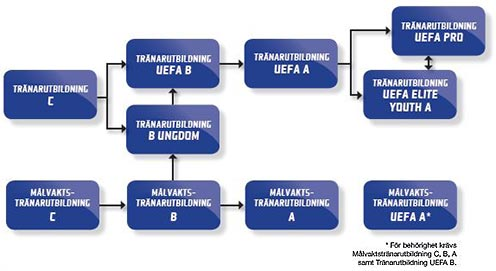 TRÄNARUTBILDNING
C
TRÄNARUTBILDNING
UEFA B
TRÄNARUTBILDNING
B UNGDOM
TRÄNARUTBILDNING
UEFA A
TRÄNARUTBILDNING
UEFA PRO
TRÄNARUTBILDNING
UEFA ELITE
YOUTH A
MÅLVAKTS-
TRÄNARUTBILDNING
C
MÅLVAKTS-
TRÄNARUTBILDNING
B
MÅLVAKTS-
TRÄNARUTBILDNING
A
MÅLVAKTS-
TRÄNARUTBILDNING
UEFA A*
* För behörighet krävs
Målvaktstränarutbildning C, B, A
samt Tränarutbildning UEFA B.